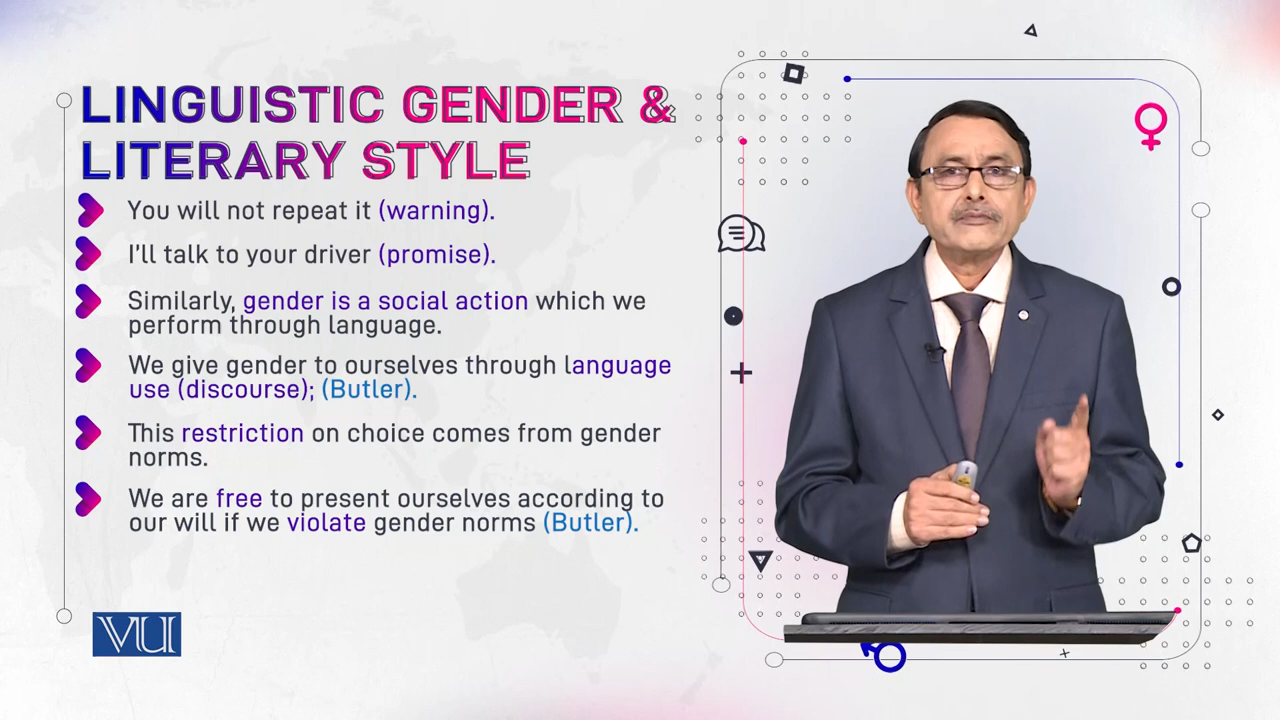 LINGUISTIC GENDER &
LITERARY STYLE
You will not repeat it (warning).
I'll talk to your driver (promise).
Similarly, gender is a social action which we
perform through language.
We give gender to ourselves through language
use (discourse); (Butler).
This restriction on choice comes from gender
norms.
We are free to present ourselves according to
our will if we violate gender norms (Butler).
VU